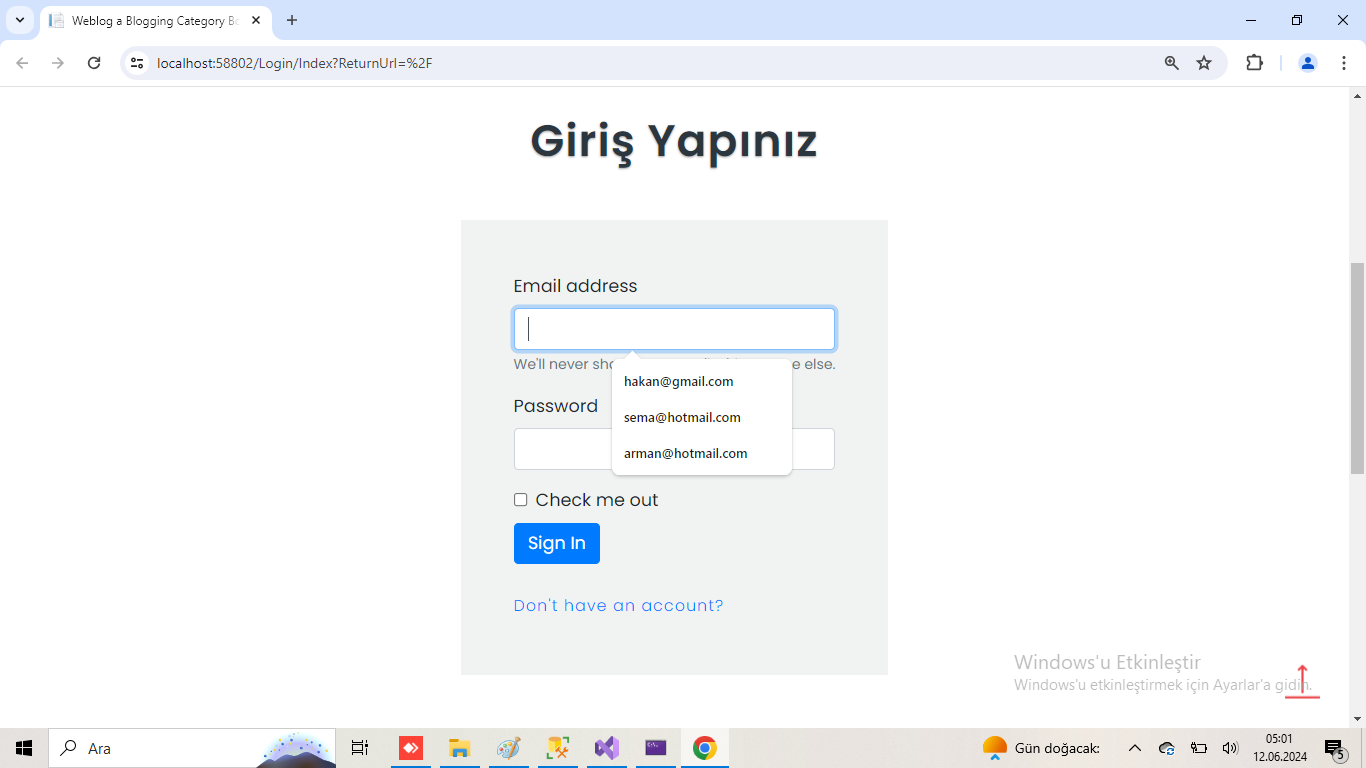 Weblog a Blogging Category Bo
localhost:58802/Login/Index?ReturnUrl=%2F
Giriş Yapınız
Email address
We'll never sh e else.
hakan@gmail.com
Password
sema@hotmail.com
arman@hotmail.com
Check me out
Sign In
Don't have an account?
Windows'u Etkinleştir
Windows'u etkinleştirmek için Ayarlar'a gidin.
Ara
Gün doğacak:
05:01
12.06.2024
5